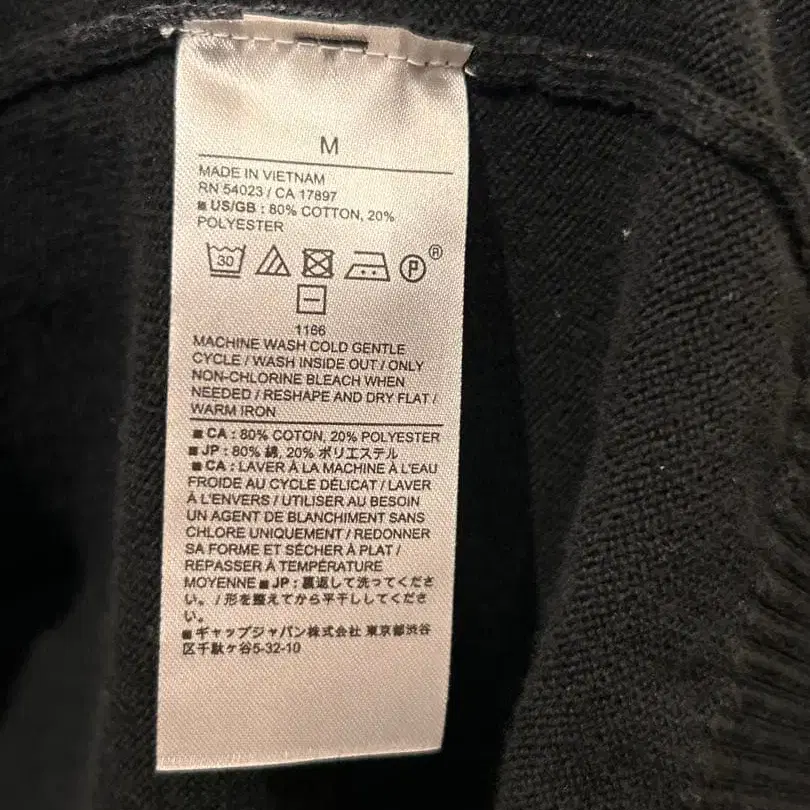 M
MADE IN VIETNAM
RN 54023 / CA 17897
■ US/GB : 80% COTTON, 20%
POLYESTER
30 P ®
1166
MACHINE WASH COLD GENTLE
CYCLE / WASH INSIDE OUT / ONLY
NON-CHLORINE BLEACH WHEN
NEEDED / RESHAPE AND DRY FLAT /
WARM IRON
■ CA : 80% COTON, 20% POLYESTER
■ JP : 80% 綿, 20% ポリエステル
■ CA : LAVER À LA MACHINE À L'EAU
FROIDE AU CYCLE DÉLICAT / LAVER
À L'ENVERS / UTILISER AU BESOIN
UN AGENT DE BLANCHIMENT SANS
CHLORE UNIQUEMENT / REDONNER
SA FORME ET SÉCHER À PLAT /
REPASSER À TEMPÉRATURE
MOYENNE ■ JP : 裏返して洗ってくださ
い。/ 形を整えてから平干ししてくださ
い。
■ ギャップジャパン株式会社 東京都渋谷
区千駄ヶ谷5-32-10